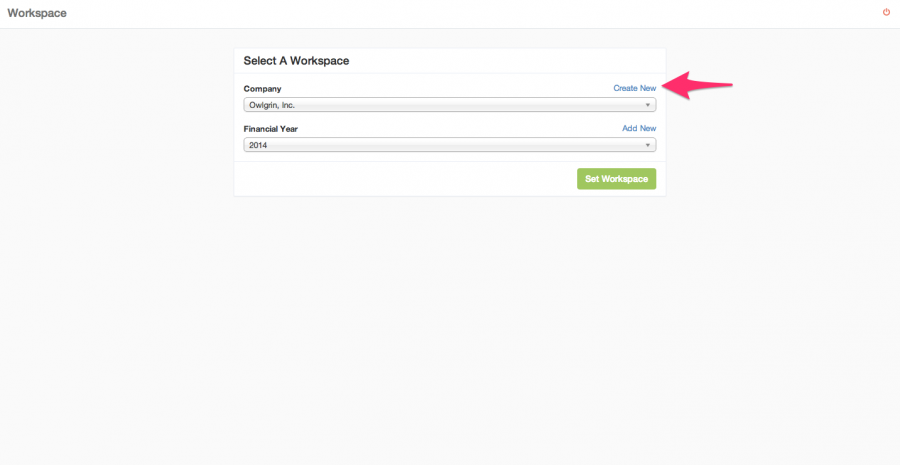 Workspace
Select A Workspace
Company Create New
Owlgrin, Inc.
Financial Year Add New
2014
Set Workspace